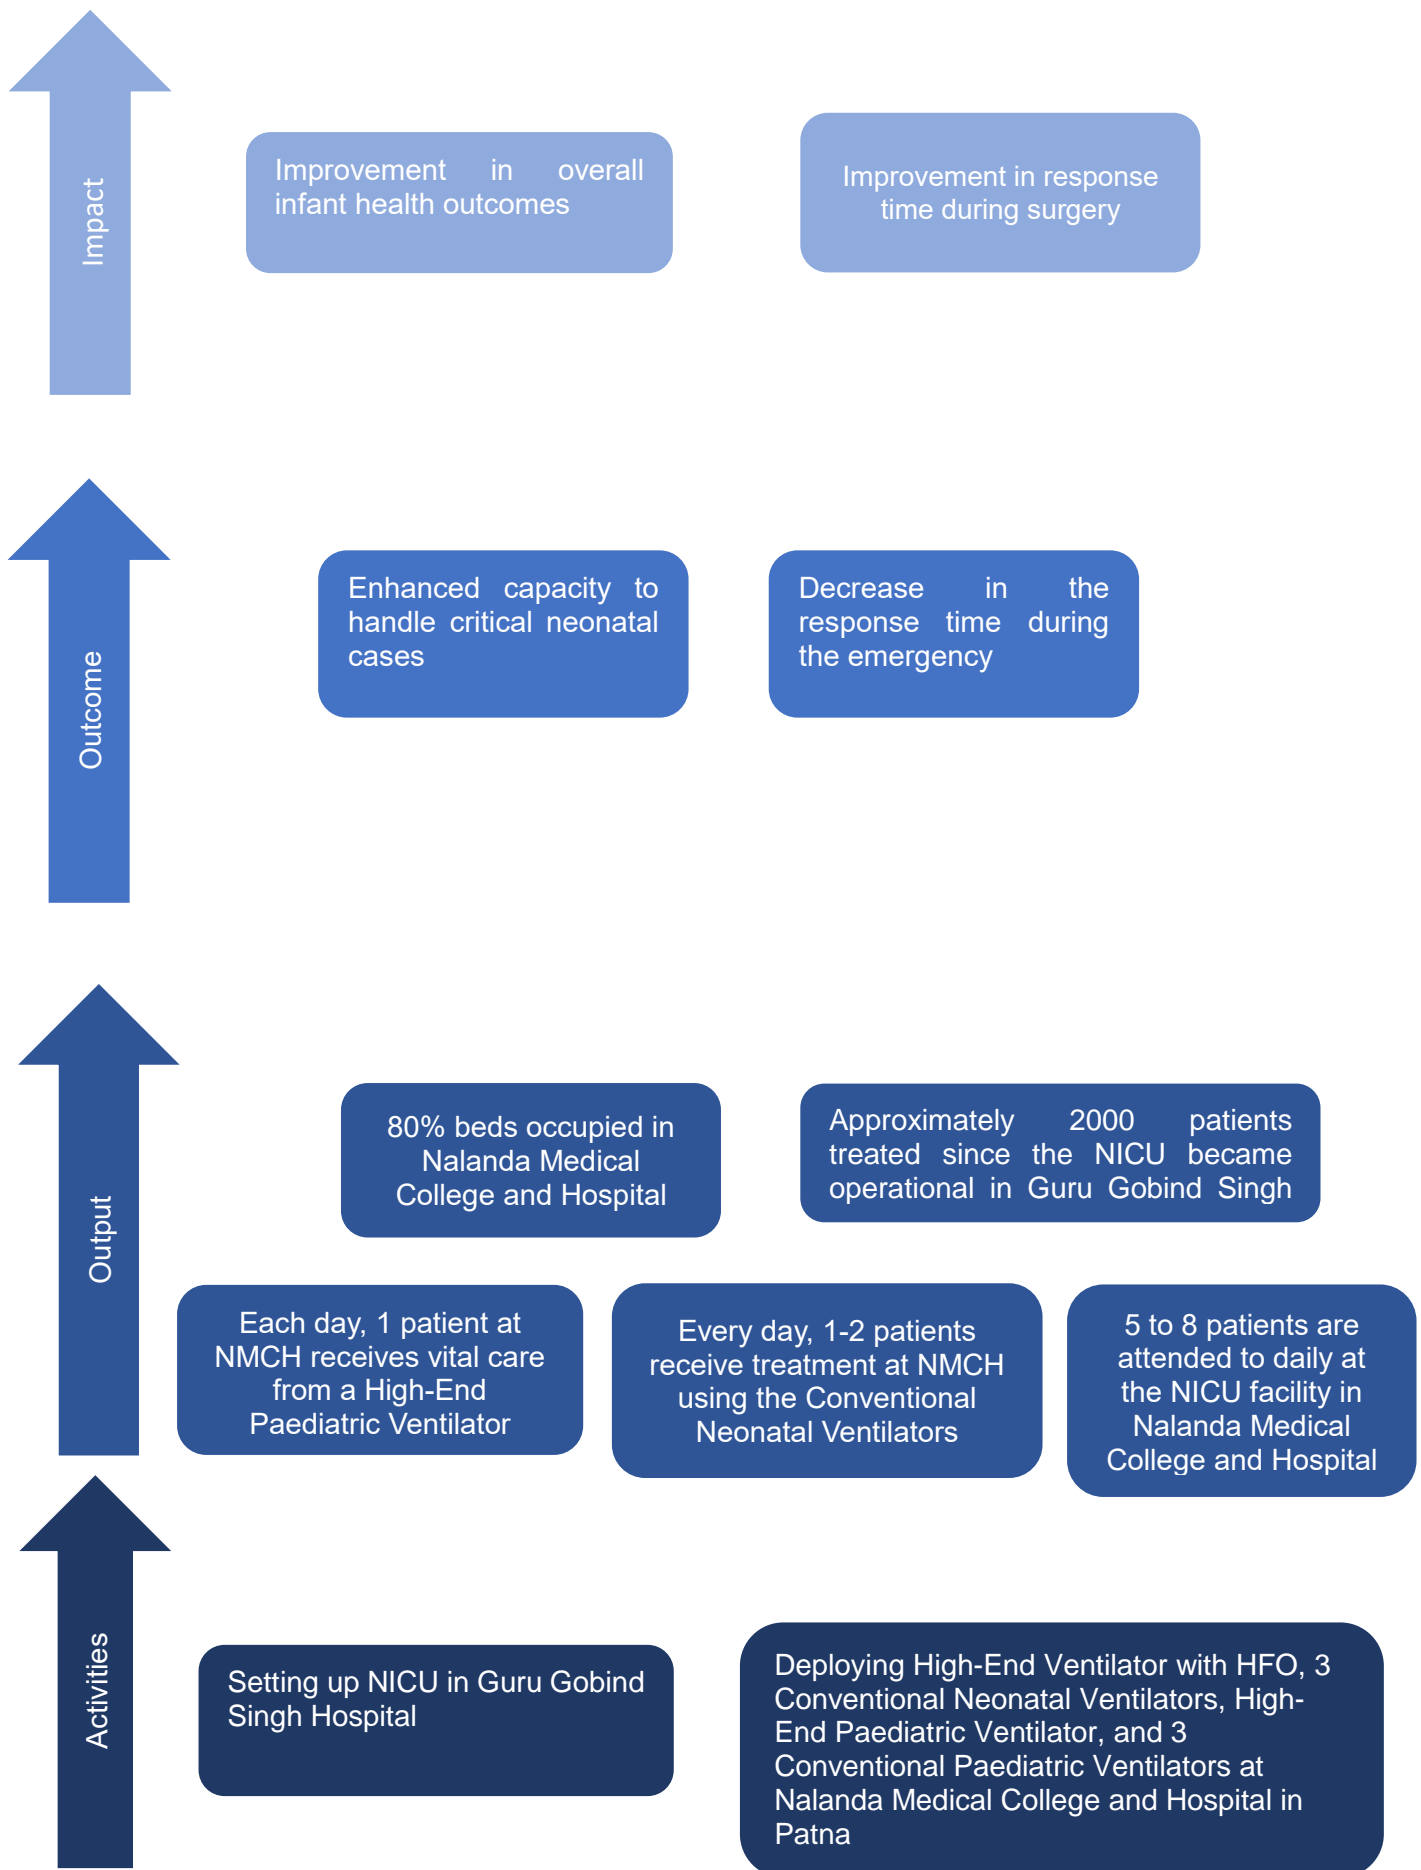 Impact
Improvement in overall
infant health outcomes
Improvement in response
time during surgery
Outcome
Enhanced capacity to
handle critical neonatal
cases
Decrease in the
response time during
the emergency
Output
80% beds occupied in
Nalanda Medical
College and Hospital
Approximately 2000 patients
treated since the NICU became
operational in Guru Gobind Singh
Each day, 1 patient at
NMCH receives vital care
from a High-End
Paediatric Ventilator
Every day, 1-2 patients
receive treatment at NMCH
using the Conventional
Neonatal Ventilators
5 to 8 patients are
attended to daily at
the NICU facility in
Nalanda Medical
College and Hospital
Activities
Setting up NICU in Guru Gobind
Singh Hospital
Deploying High-End Ventilator with HFO, 3
Conventional Neonatal Ventilators, High-
End Paediatric Ventilator, and 3
Conventional Paediatric Ventilators at
Nalanda Medical College and Hospital in
Patna